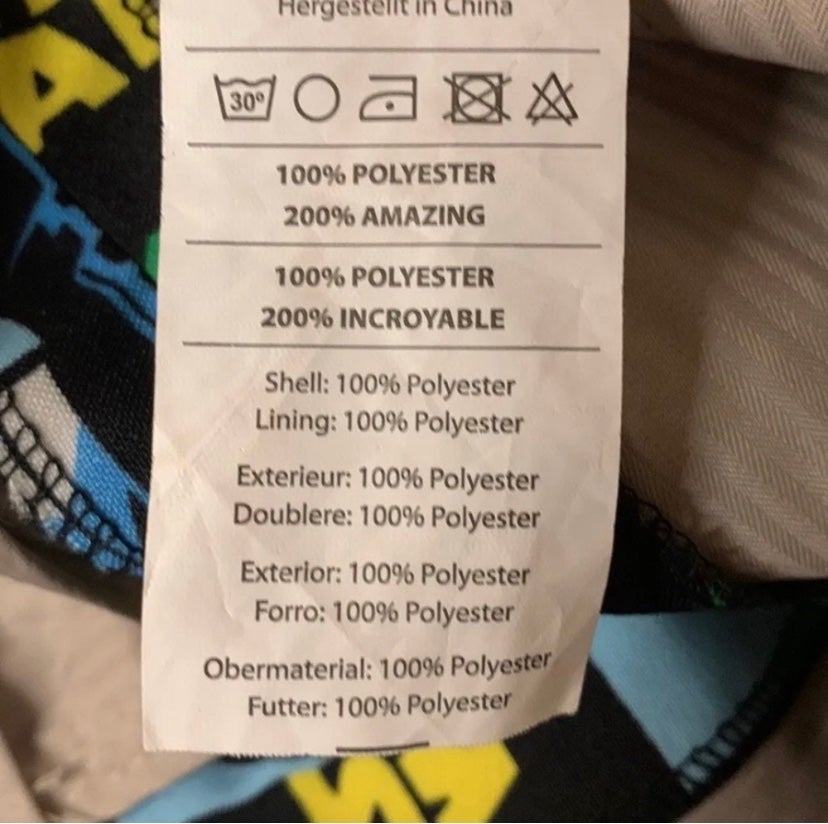 Hergestellt in China
30°
100% POLYESTER
200% AMAZING
100% POLYESTER
200% INCROYABLE
Shell: 100% Polyester
Lining: 100% Polyester
Exterieur: 100% Polyester
Doublere: 100% Polyester
Exterior: 100% Polyester
Forro: 100% Polyester
Obermaterial: 100% Polyester
Futter: 100% Polyester